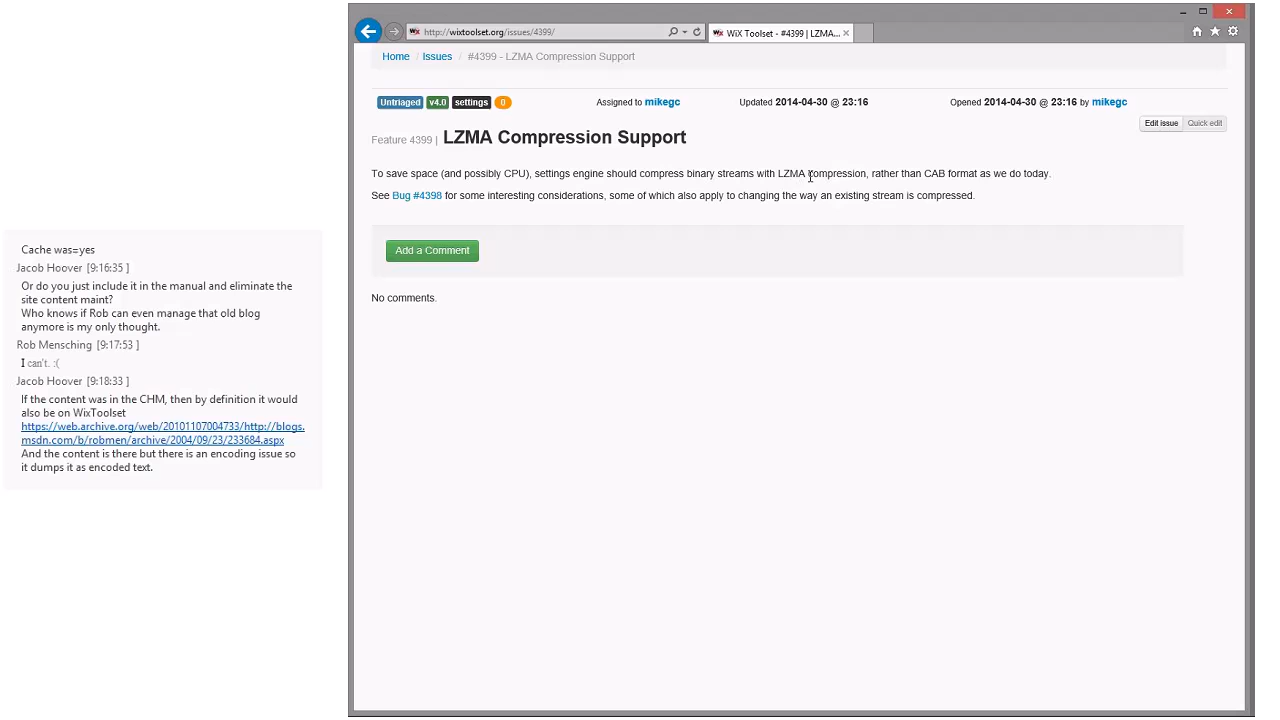 Cache was=yes
Jacob Hoover [9:16:35 ]
Or do you just include it in the manual and eliminate the
site content maint?
Who knows if Rob can even manage that old blog
anymore is my only thought.
Rob Mensching [9:17:53 ]
I can't. :(
Jacob Hoover [9:18:33 ]
If the content was in the CHM, then by definition it would
also be on WixToolset
https://web.archive.org/web/20101107004733/http://blogs.
msdn.com/b/robmen/archive/2004/09/23/233684.aspx
And the content is there but there is an encoding issue so
it dumps it as encoded text.
http://wixtoolset.org/issues/4399/
WiX Toolset - #4399 | LZMA...
Home / Issues / #4399 - LZMA Compression Support
Untriaged v4.0 settings 0 Assigned to mikegc Updated 2014-04-30 @ 23:16 Opened 2014-04-30 @ 23:16 by mikegc
Edit issue Quick edit
Feature 4399 | LZMA Compression Support
To save space (and possibly CPU), settings engine should compress binary streams with LZMA compression, rather than CAB format as we do today.
See Bug #4398 for some interesting considerations, some of which also apply to changing the way an existing stream is compressed.
Add a Comment
No comments.